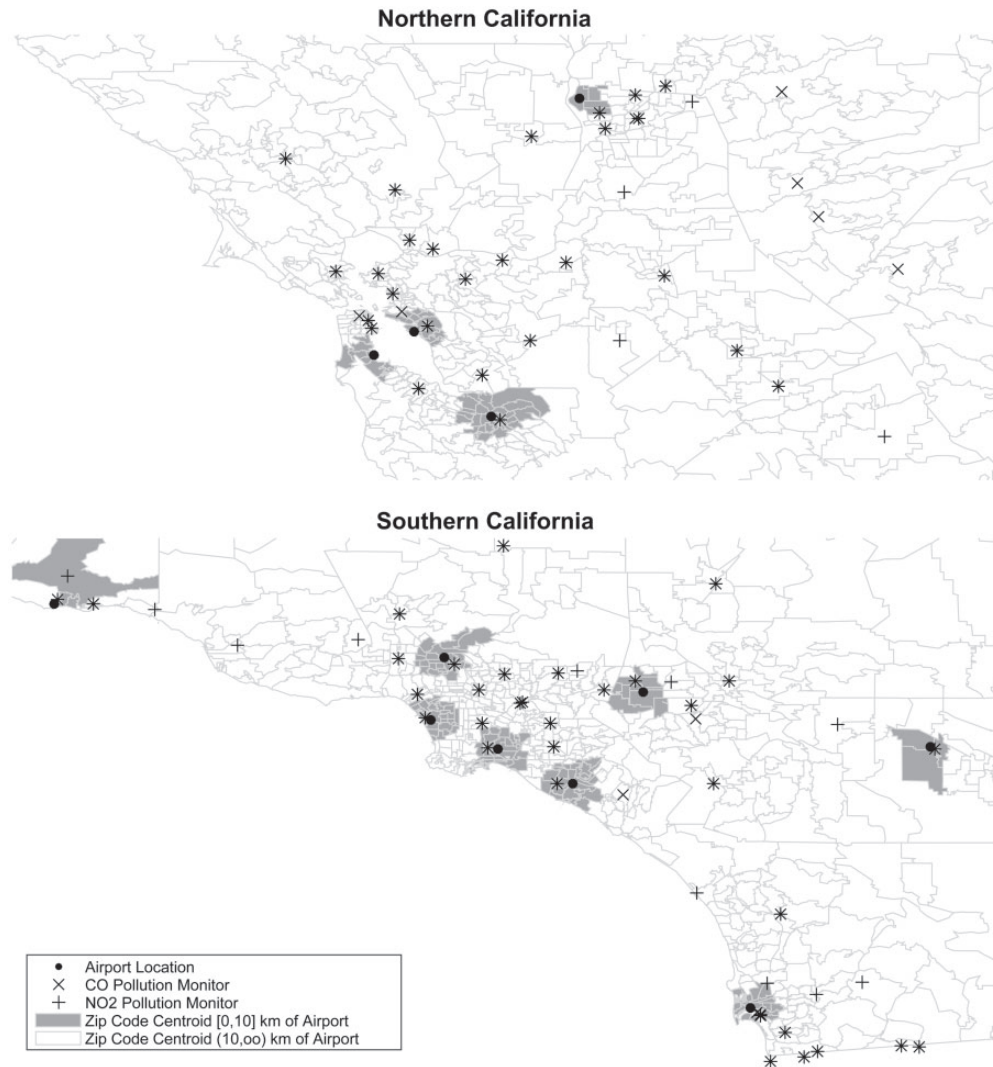 Northern California
Southern California
Airport Location
CO Pollution Monitor
NO2 Pollution Monitor
Zip Code Centroid [0,10] km of Airport
Zip Code Centroid (10,oo) km of Airport